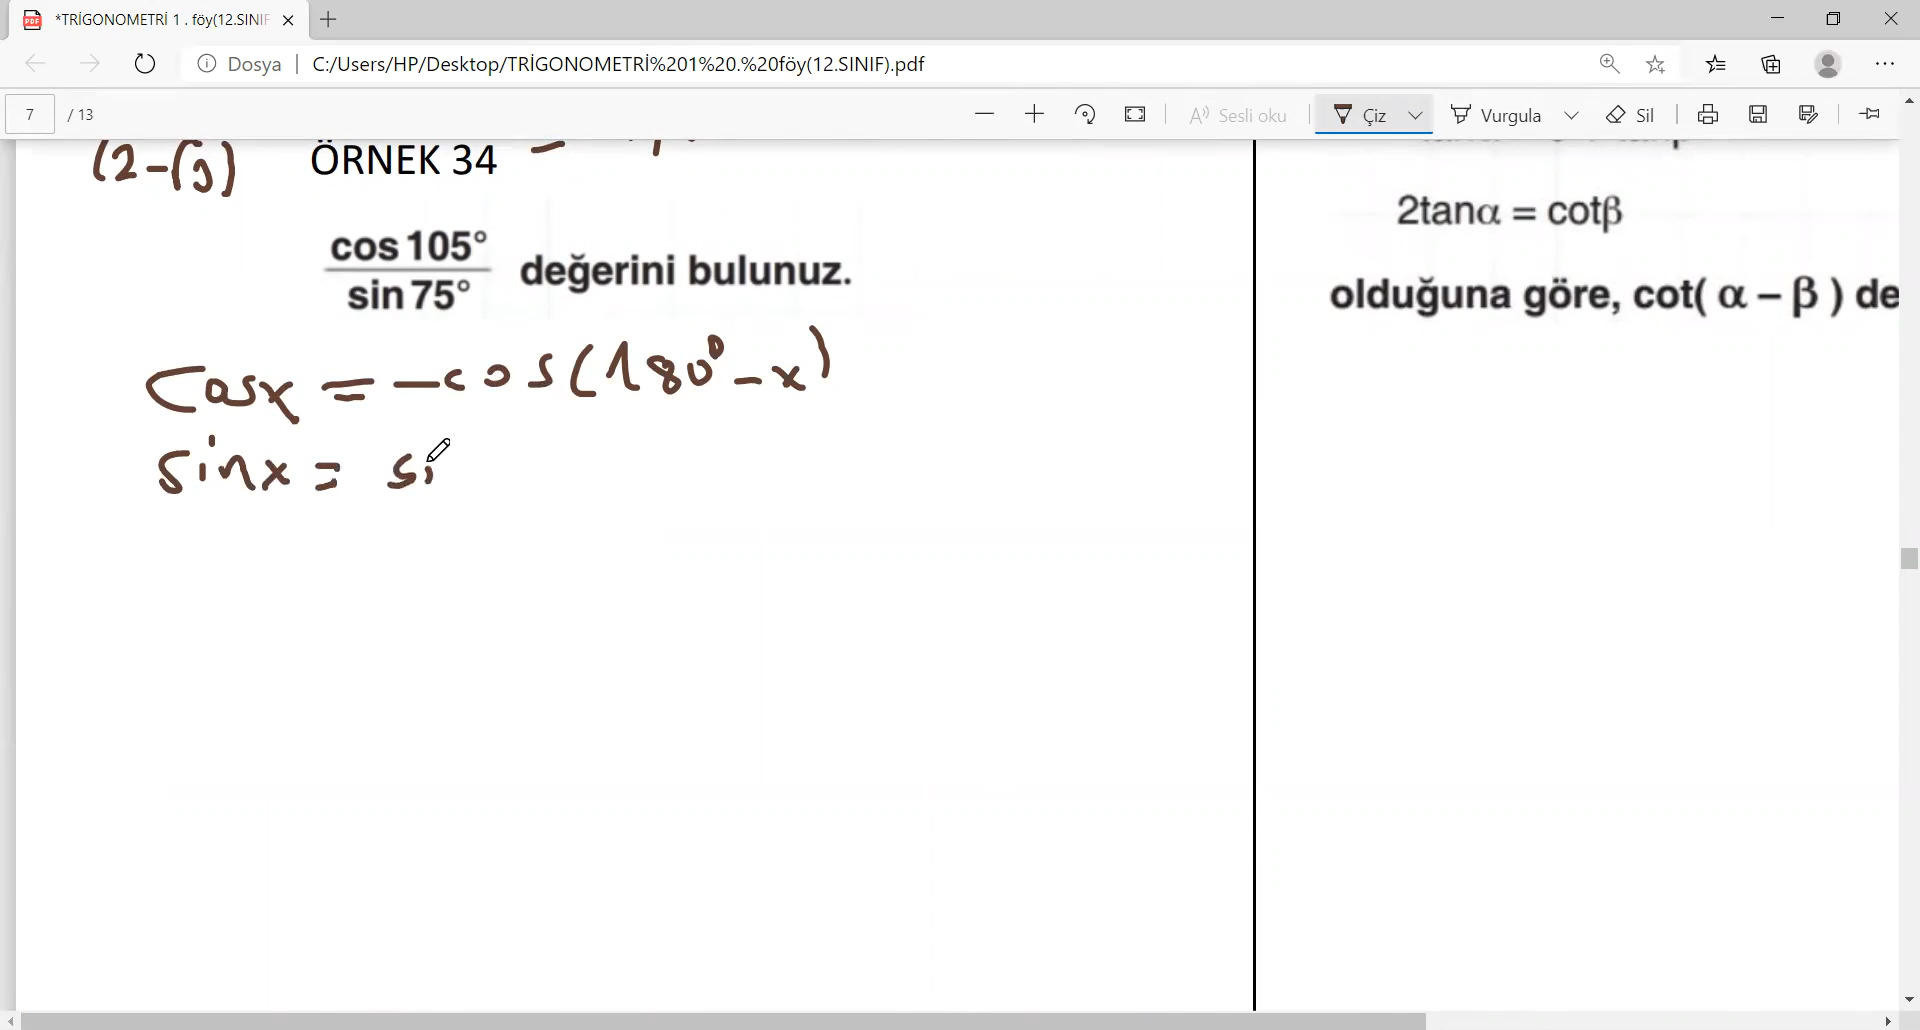 *TRİGONOMETRİ 1 . föy(12.SINIF
Dosya | C:/Users/HP/Desktop/TRİGONOMETRİ%201%20.%20föy(12.SINIF).pdf
7 / 13
Sesli oku
Çiz
Vurgula
Sil
ÖRNEK 34
cos 105°
sin 75°
değerini bulunuz.
Cosx = -cos(180° - x)
sinx = si
2tanα = cotβ
olduğuna göre, cot( α – β ) de